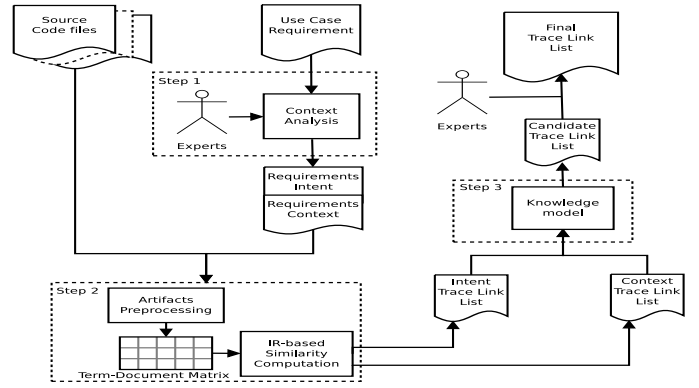 Source
Code files
Use Case
Requirement
Final
Trace Link
List
Step 1
Context
Analysis
Experts
Experts
Candidate
Trace Link
List
Requirements
Intent
Requirements
Context
Step 3
Knowledge
model
Step 2
Artifacts
Preprocessing
Term-Document Matrix
IR-based
Similarity
Computation
Intent
Trace Link
List
Context
Trace Link
List